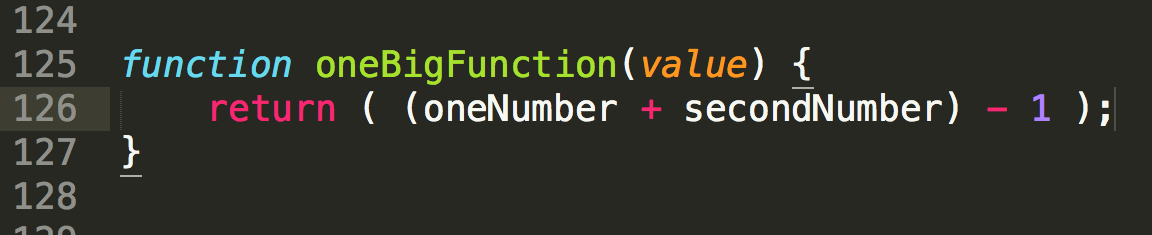 124
125 function oneBigFunction(value) {
126 return ( (oneNumber + secondNumber) - 1 );
127 }
128